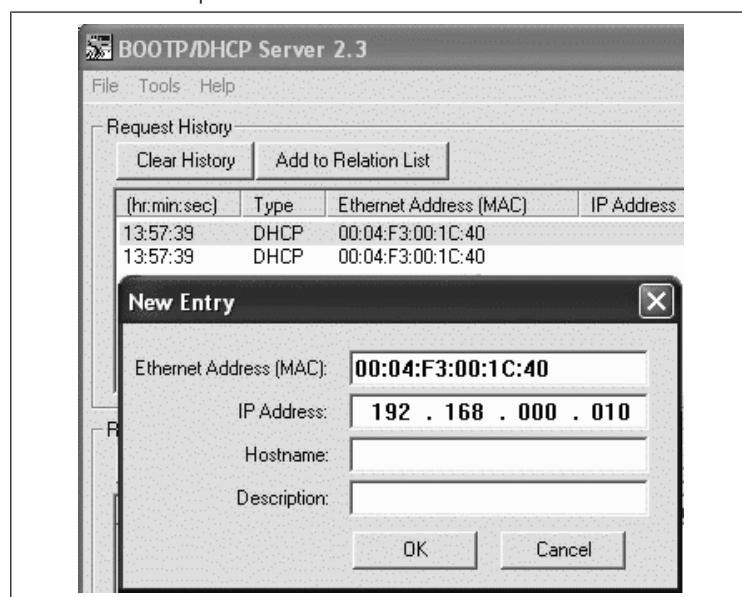 BOOTP/DHCP Server 2.3
File Tools Help
Request History
Clear History Add to Relation List
(hr:min:sec) Type Ethernet Address (MAC) IP Address
13:57:39 DHCP 00:04:F3:00:1C:40
13:57:39 DHCP 00:04:F3:00:1C:40
New Entry
Ethernet Address (MAC): 00:04:F3:00:1C:40
IP Address: 192 . 168 . 000 . 010
R
Hostname:
Description:
OK Cancel